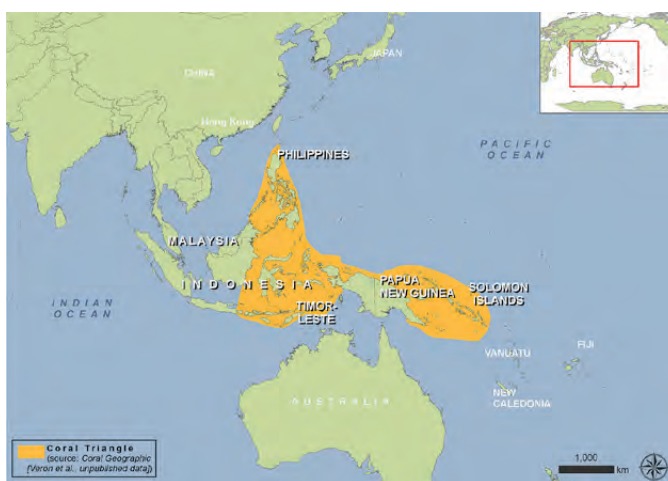 JAPAN
CHINA
Hong Kong
PACIFIC
OCEAN
PHILIPPINES
MALAYSIA
INDONESIA
PAPUA
NEW GUINEA
SOLOMON
ISLANDS
INDIAN
OCEAN
TIMOR-
LESTE
VANUATU
FIJI
NEW
CALEDONIA
AUSTRALIA
Coral Triangle
(source: Coral Geographic
(Veron et al., unpublished data)
1,000
km